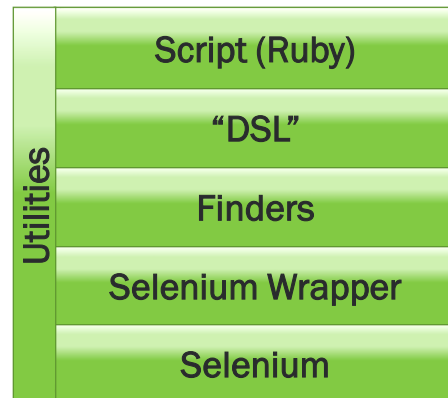 Utilities
Script (Ruby)
“DSL”
Finders
Selenium Wrapper
Selenium